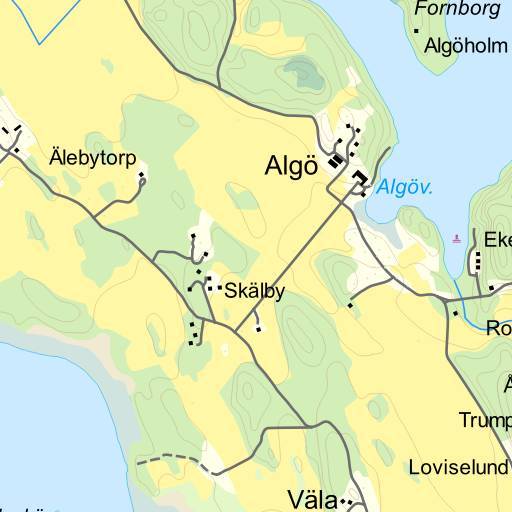 Fornborg
Algöholm
Älebytorp
Algö
Algöv.
Skälby
Trump
Loviselund
Väla